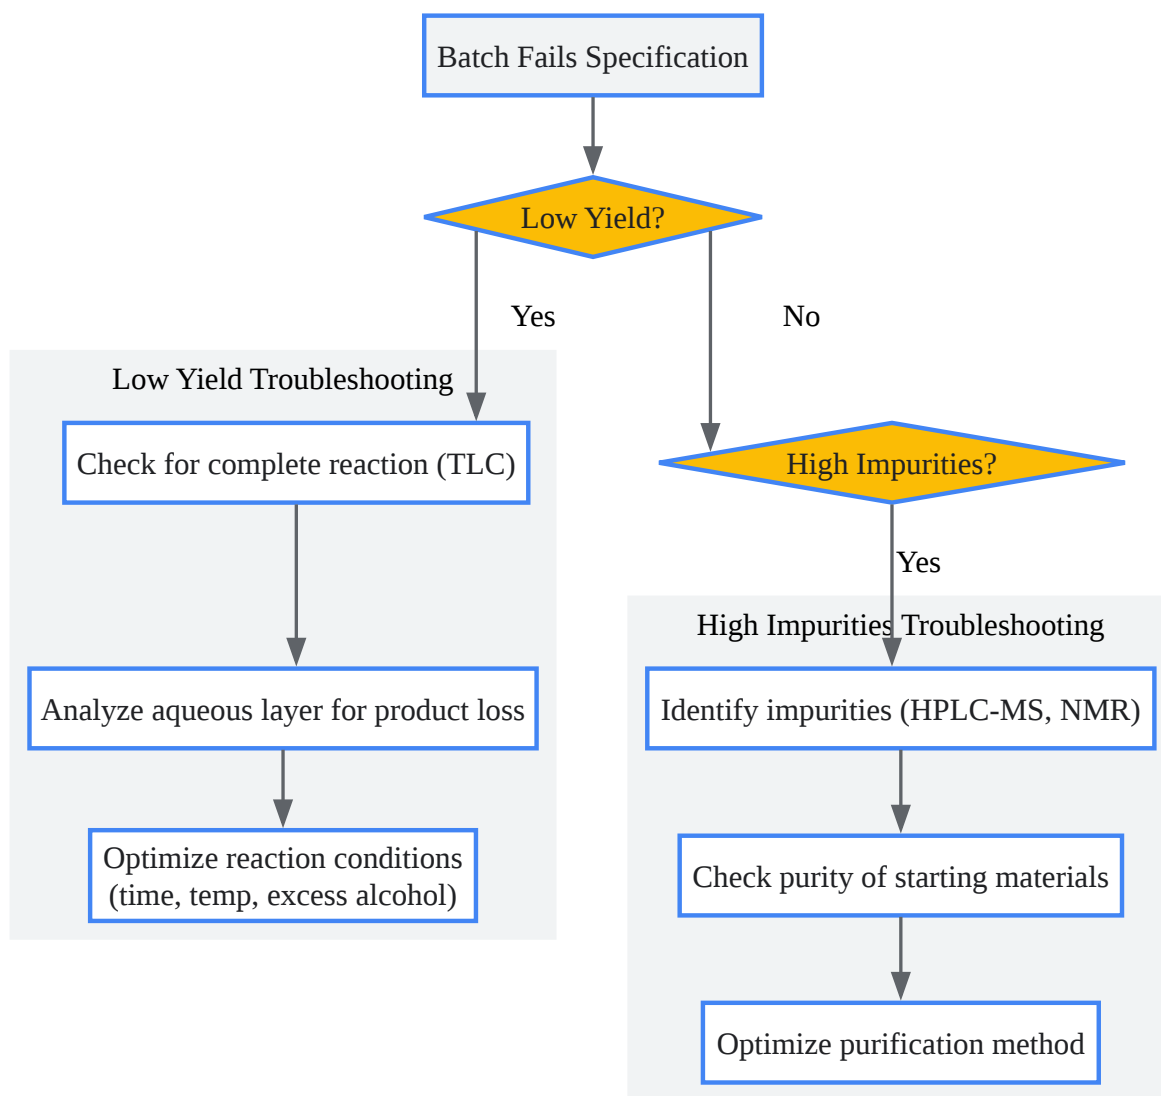 Batch Fails Specification
Low Yield?
Yes
No
Low Yield Troubleshooting
Check for complete reaction (TLC)
High Impurities?
Yes
High Impurities Troubleshooting
Analyze aqueous layer for product loss
Identify impurities (HPLC-MS, NMR)
Optimize reaction conditions
(time, temp, excess alcohol)
Check purity of starting materials
Optimize purification method